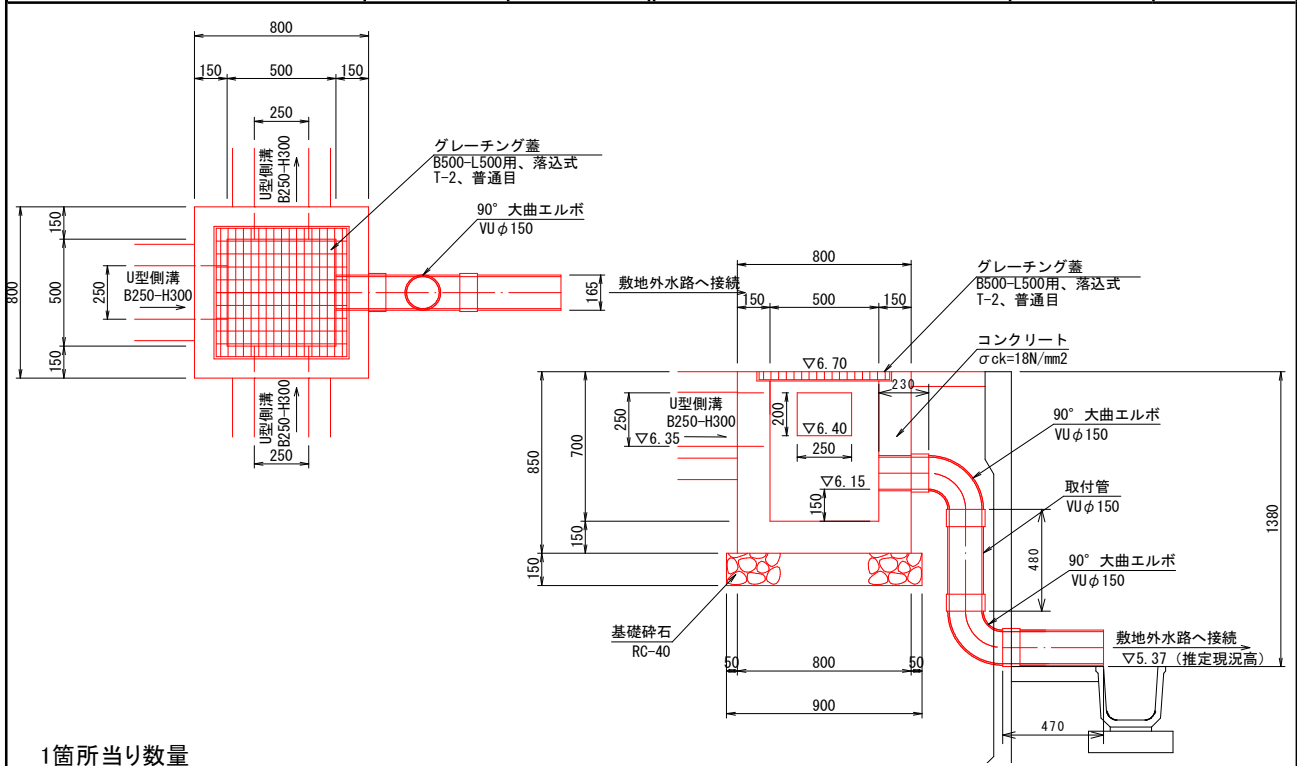 800
150
500
150
250
U型側溝
B250-H300
グレーチング蓋
B500-L500用、落込式
T-2、普通目
90° 大曲エルボ
VUφ150
800
150
500
150
250
U型側溝
B250-H300
165
敷地外水路へ接続
U型側溝
B250-H300
250
800
150
500
150
グレーチング蓋
B500-L500用、落込式
T-2、普通目
コンクリート
σck=18N/mm2
▽6.70
230
U型側溝
B250-H300
250
▽6.35
200
▽6.40
250
90° 大曲エルボ
VUφ150
850
700
▽6.15
150
取付管
VUφ150
1380
150
150
480
90° 大曲エルボ
VUφ150
基礎砕石
RC-40
敷地外水路へ接続
▽5.37（推定現況高）
50
800
50
900
470
1箇所当り数量